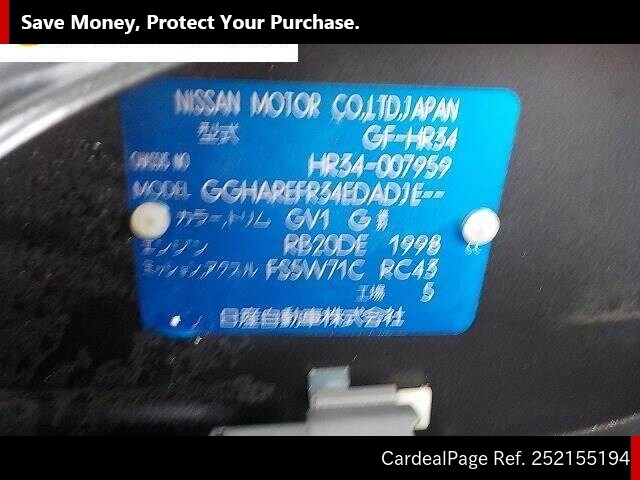 Save Money, Protect Your Purchase.
NISSAN MOTOR CO.,LTD.,JAPAN
型式 GF-HR34
CHASSIS NO HR34-007959
MODEL GGHAREFR34EDADJE--
カラー,トリム GV1 G
エンジン RB20DE 1998 cc
ミッション,アクスル FS5W71C RC43
工場 5
日産自動車株式会社
CardealPage Ref. 252155194